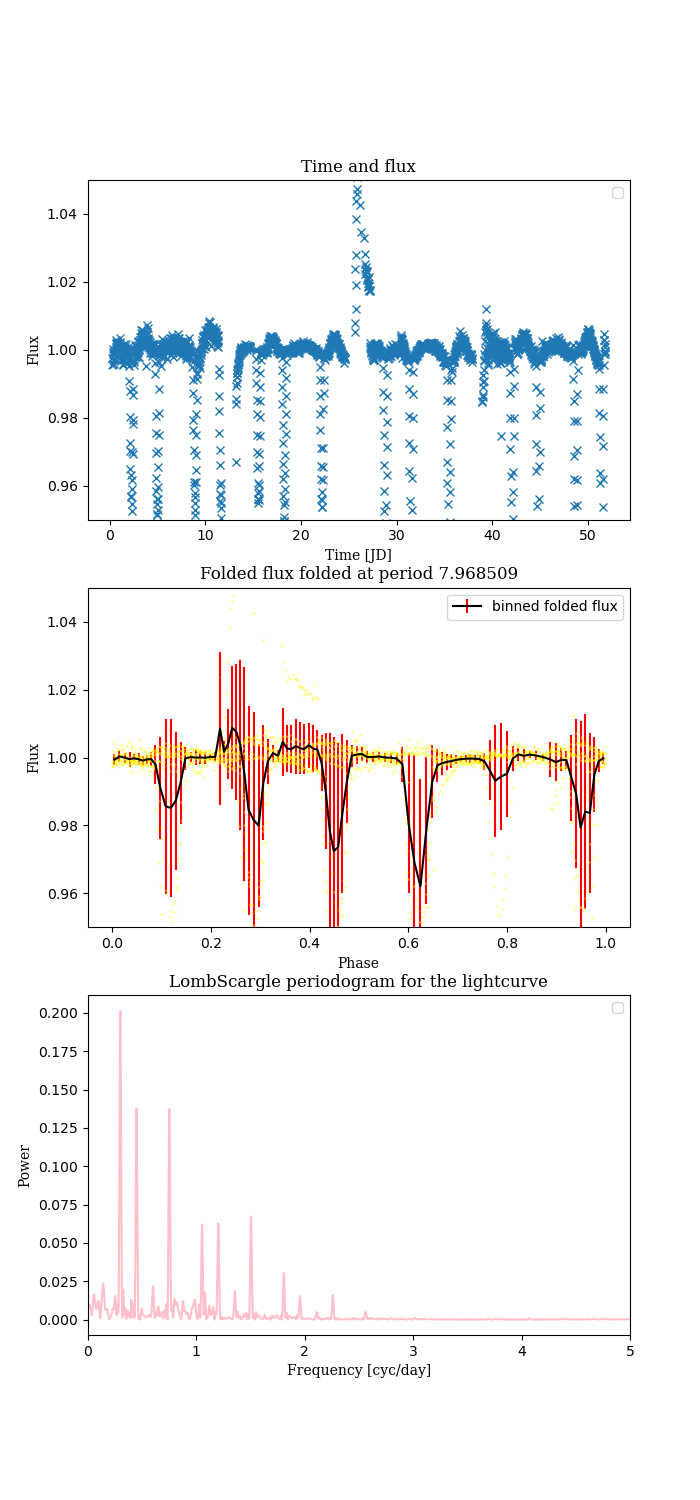 Time and flux
1.04
1.02
1.00
0.98
0.96
Flux
0 10 20 30 40 50
Time [JD]
Folded flux folded at period 7.968509
binned folded flux
1.04
1.02
1.00
0.98
0.96
Flux
0.0 0.2 0.4 0.6 0.8 1.0
Phase
LombScargle periodogram for the lightcurve
0.200
0.175
0.150
0.125
0.100
0.075
0.050
0.025
0.000
Power
0 1 2 3 4 5
Frequency [cyc/day]